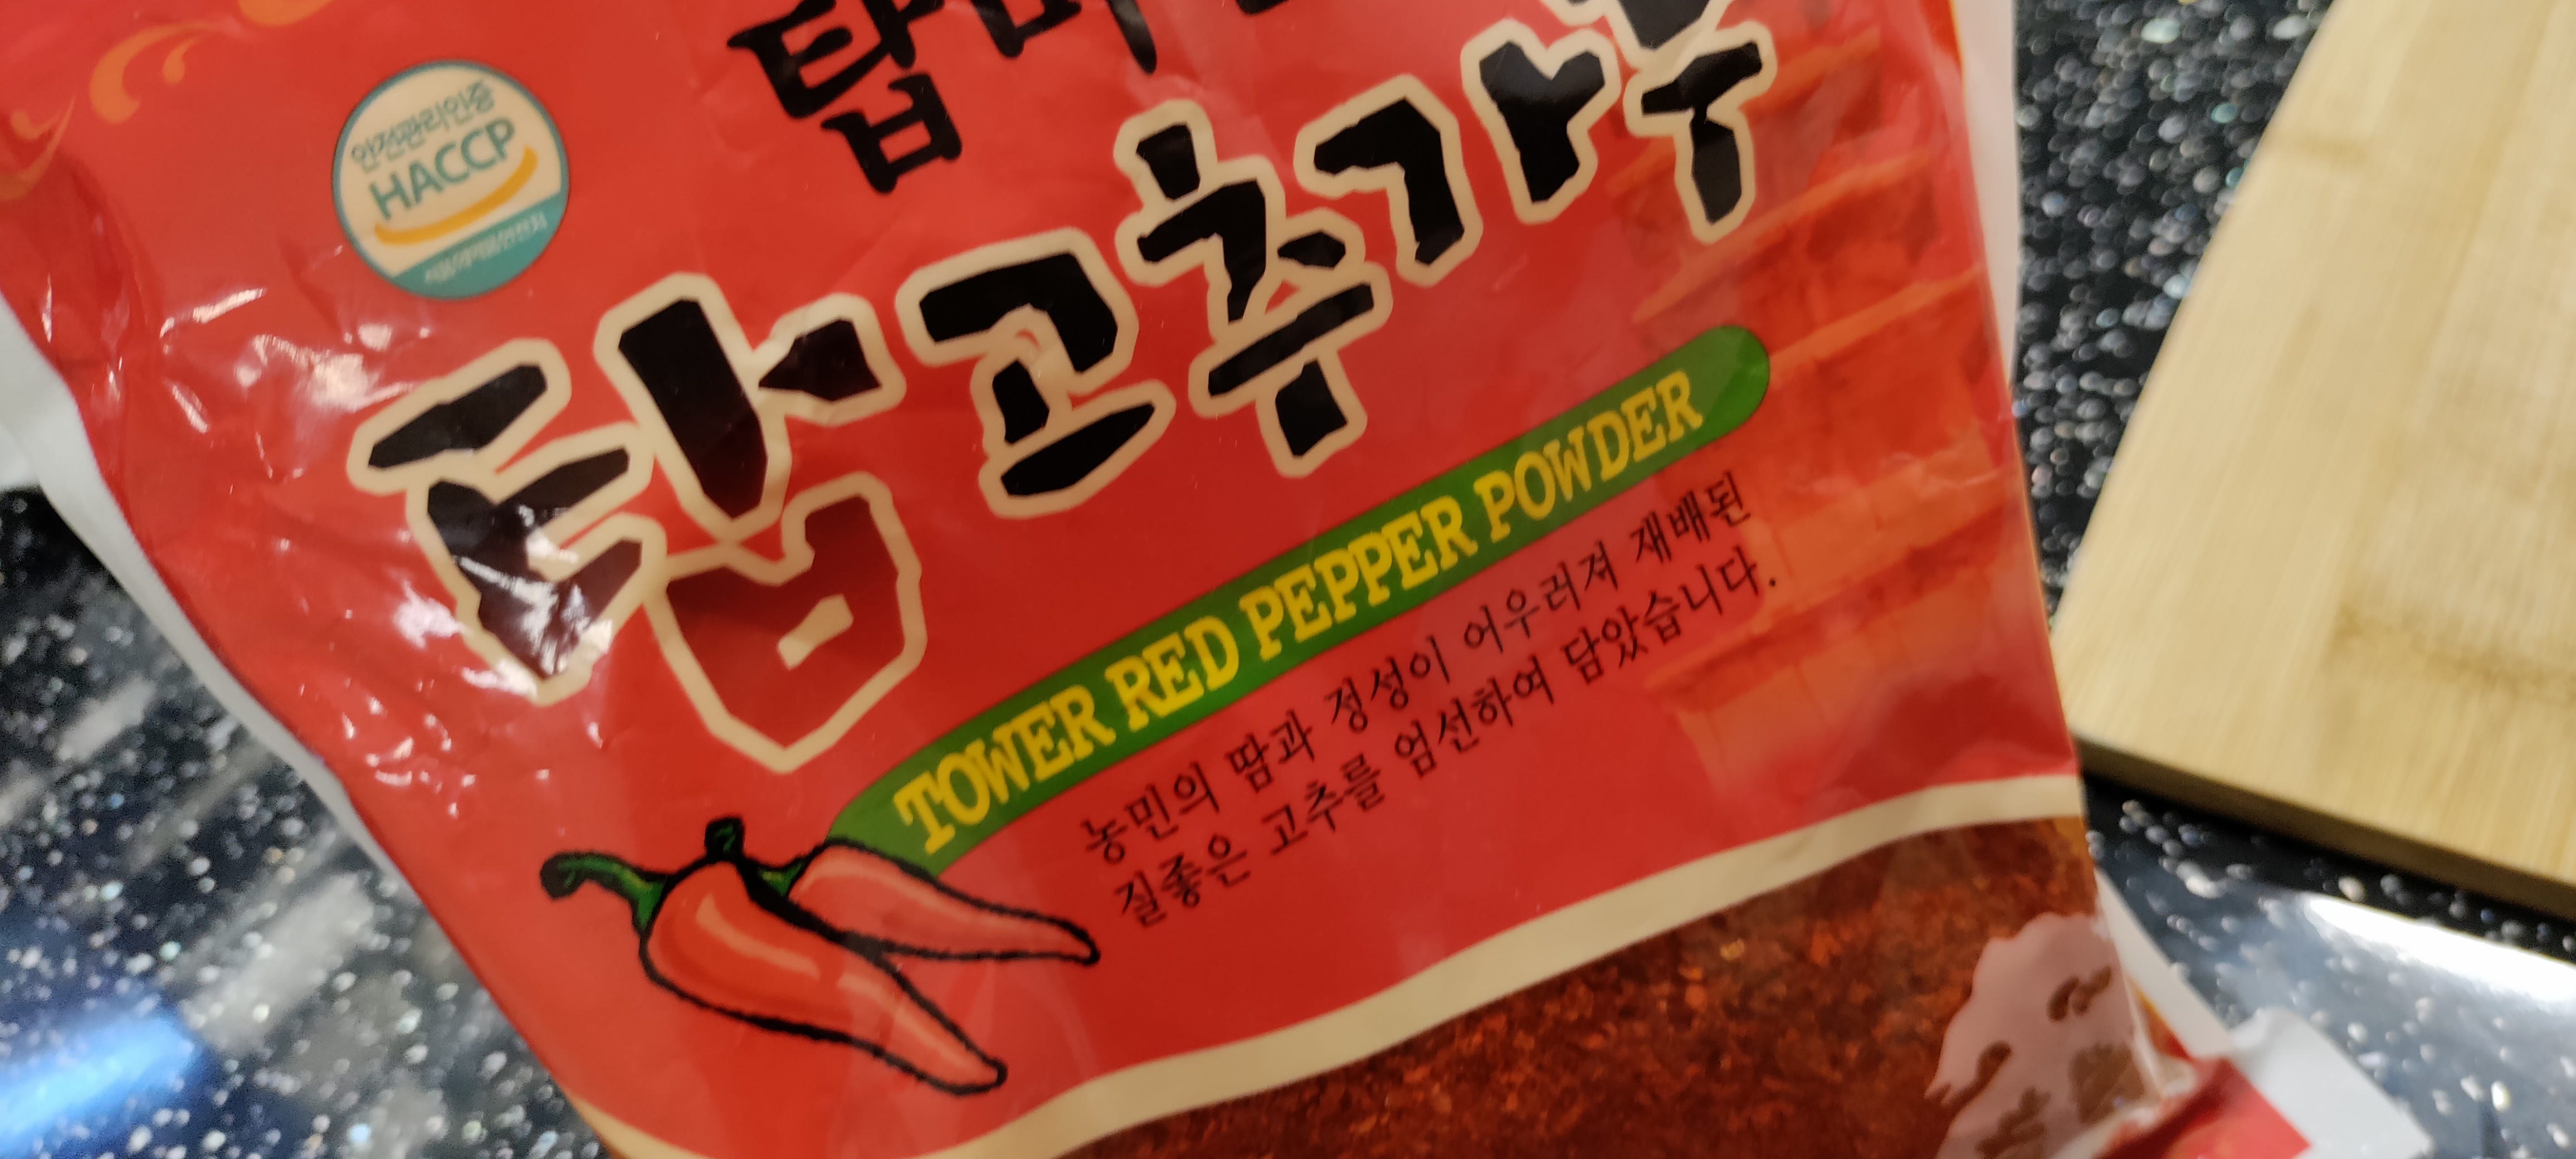 탑마
안전관리인증
HACCP
탑고춧가루
TOWER RED PEPPER POWDER
농민의 땀과 정성이 어우러져 재배된
질좋은 고추를 엄선하여 담았습니다.